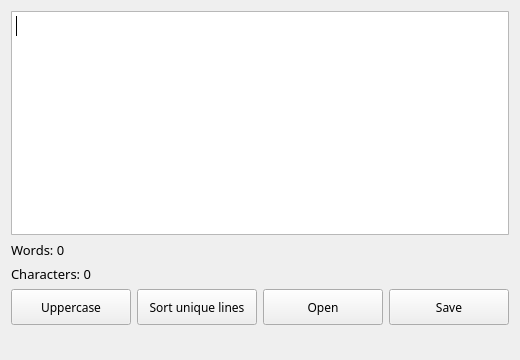 Words: 0
Characters: 0
Uppercase
Sort unique lines
Open
Save